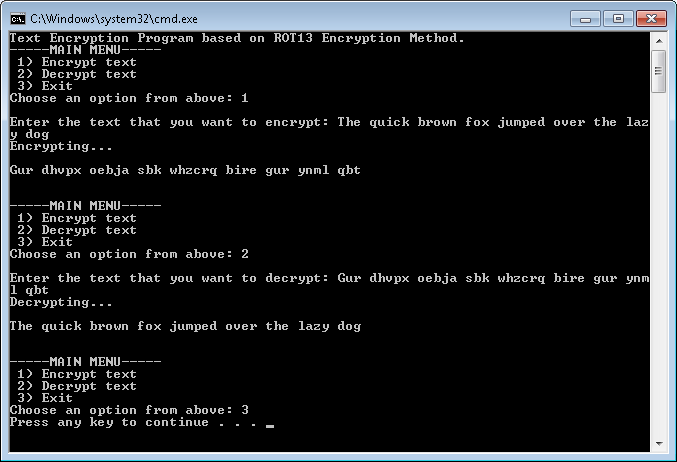 C:\Windows\system32\cmd.exe
Text Encryption Program based on ROT13 Encryption Method.
-----MAIN MENU-----
1) Encrypt text
2) Decrypt text
3) Exit
Choose an option from above: 1
Enter the text that you want to encrypt: The quick brown fox jumped over the laz
y dog
Encrypting...
Gur dhvpx oebja sbk whzcrq bire gur ynml qbt
-----MAIN MENU-----
1) Encrypt text
2) Decrypt text
3) Exit
Choose an option from above: 2
Enter the text that you want to decrypt: Gur dhvpx oebja sbk whzcrq bire gur ynm
l qbt
Decrypting...
The quick brown fox jumped over the lazy dog
-----MAIN MENU-----
1) Encrypt text
2) Decrypt text
3) Exit
Choose an option from above: 3
Press any key to continue . . . _